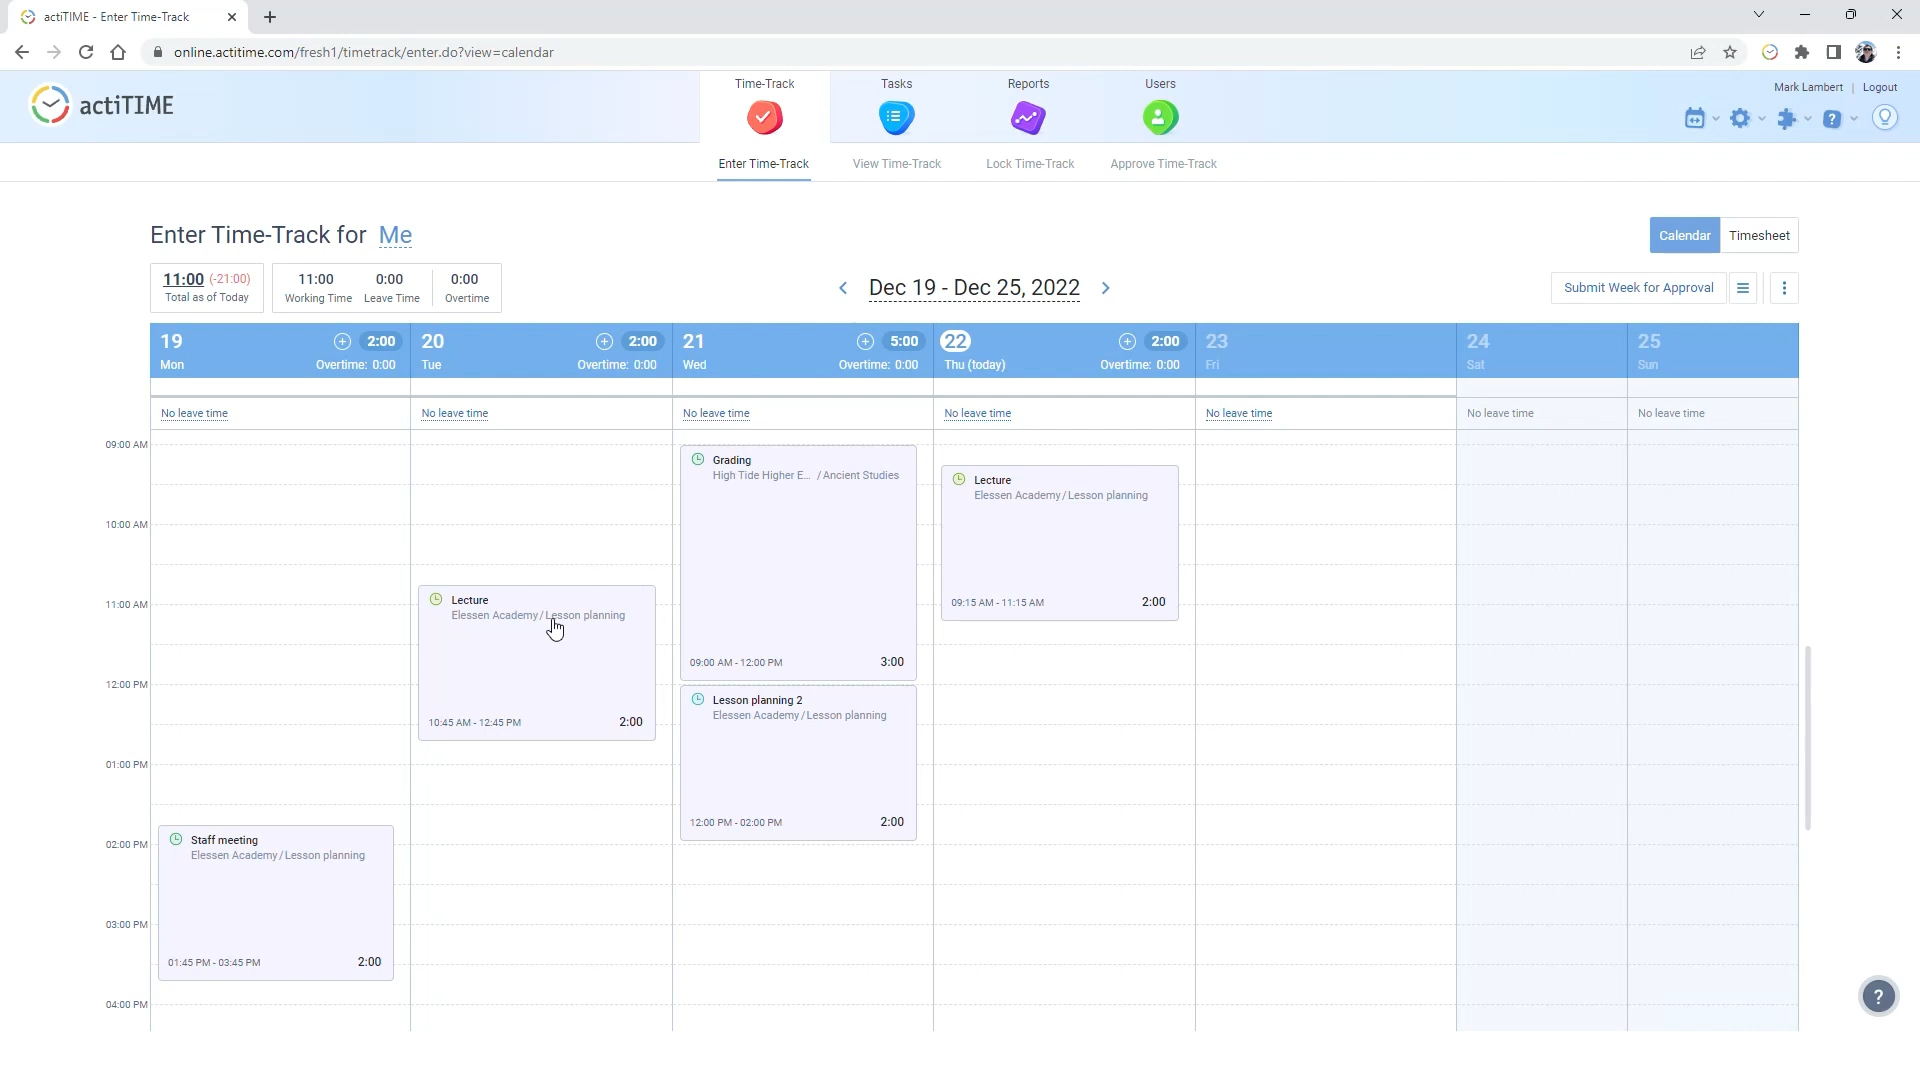 actiTIME - Enter Time-Track
online.actitime.com/fresh1/timetrack/enter.do?view=calendar
actiTIME
Time-Track Tasks Reports Users
Mark Lambert | Logout
Enter Time-Track View Time-Track Lock Time-Track Approve Time-Track
Enter Time-Track for Me
Calendar Timesheet
11:00 (-21:00)
Total as of Today
11:00 0:00 0:00
Working Time Leave Time Overtime
Dec 19 - Dec 25, 2022
Submit Week for Approval
19 2:00 20 2:00 21 5:00 22 2:00 23 24 25
Mon Overtime: 0:00 Tue Overtime: 0:00 Wed Overtime: 0:00 Thu (today) Overtime: 0:00 Fri Sat Sun
No leave time No leave time No leave time No leave time No leave time No leave time No leave time
09:00 AM
10:00 AM
11:00 AM
12:00 PM
01:00 PM
02:00 PM
03:00 PM
04:00 PM
Staff meeting
Elessen Academy / Lesson planning
01:45 PM - 03:45 PM 2:00
Lecture
Elessen Academy / Lesson planning
10:45 AM - 12:45 PM 2:00
Grading
High Tide Higher E... / Ancient Studies
09:00 AM - 12:00 PM 3:00
Lesson planning 2
Elessen Academy / Lesson planning
12:00 PM - 02:00 PM 2:00
Lecture
Elessen Academy / Lesson planning
09:15 AM - 11:15 AM 2:00
?